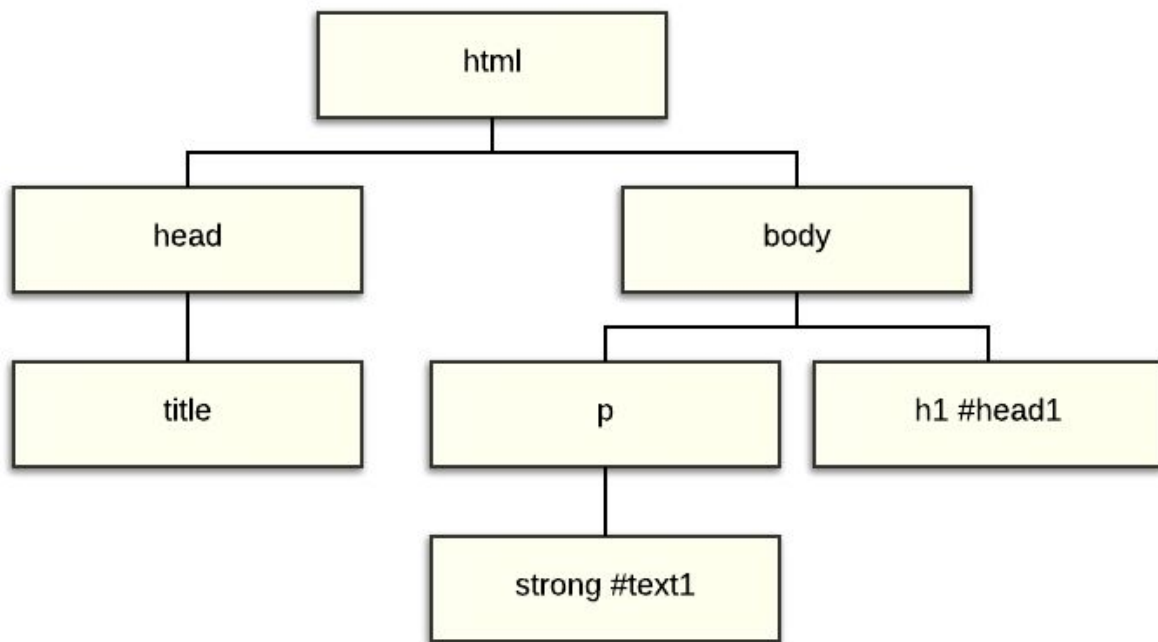 html
head
body
title
p
h1 #head1
strong #text1